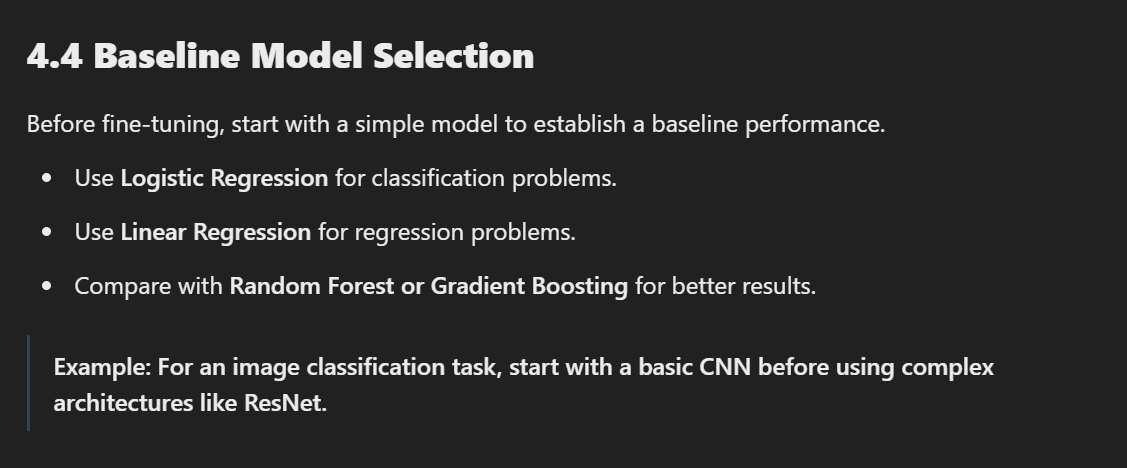 4.4 Baseline Model Selection
Before fine-tuning, start with a simple model to establish a baseline performance.
• Use Logistic Regression for classification problems.
• Use Linear Regression for regression problems.
• Compare with Random Forest or Gradient Boosting for better results.
Example: For an image classification task, start with a basic CNN before using complex
architectures like ResNet.